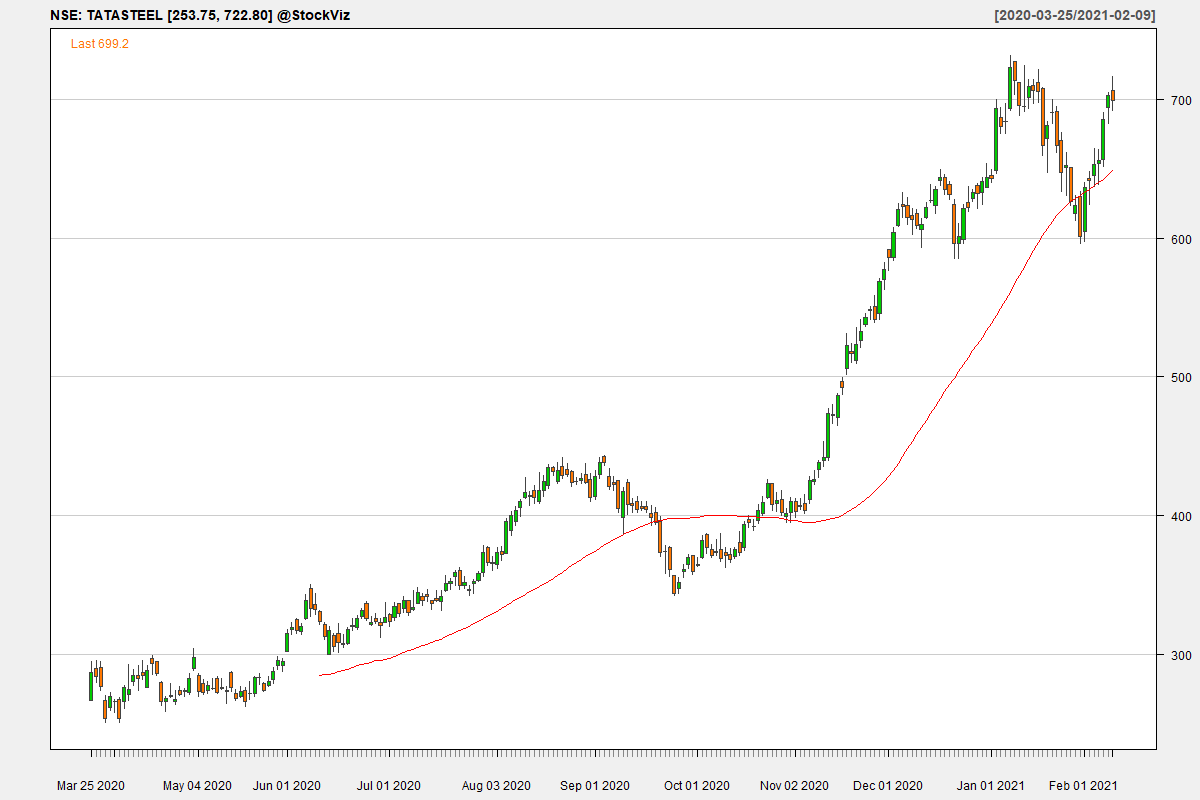 NSE: TATASTEEL [253.75, 722.80] @StockViz
[2020-03-25/2021-02-09]
Last 699.2
700
600
500
400
300
Mar 25 2020 May 04 2020 Jun 01 2020 Jul 01 2020 Aug 03 2020 Sep 01 2020 Oct 01 2020 Nov 02 2020 Dec 01 2020 Jan 01 2021 Feb 01 2021